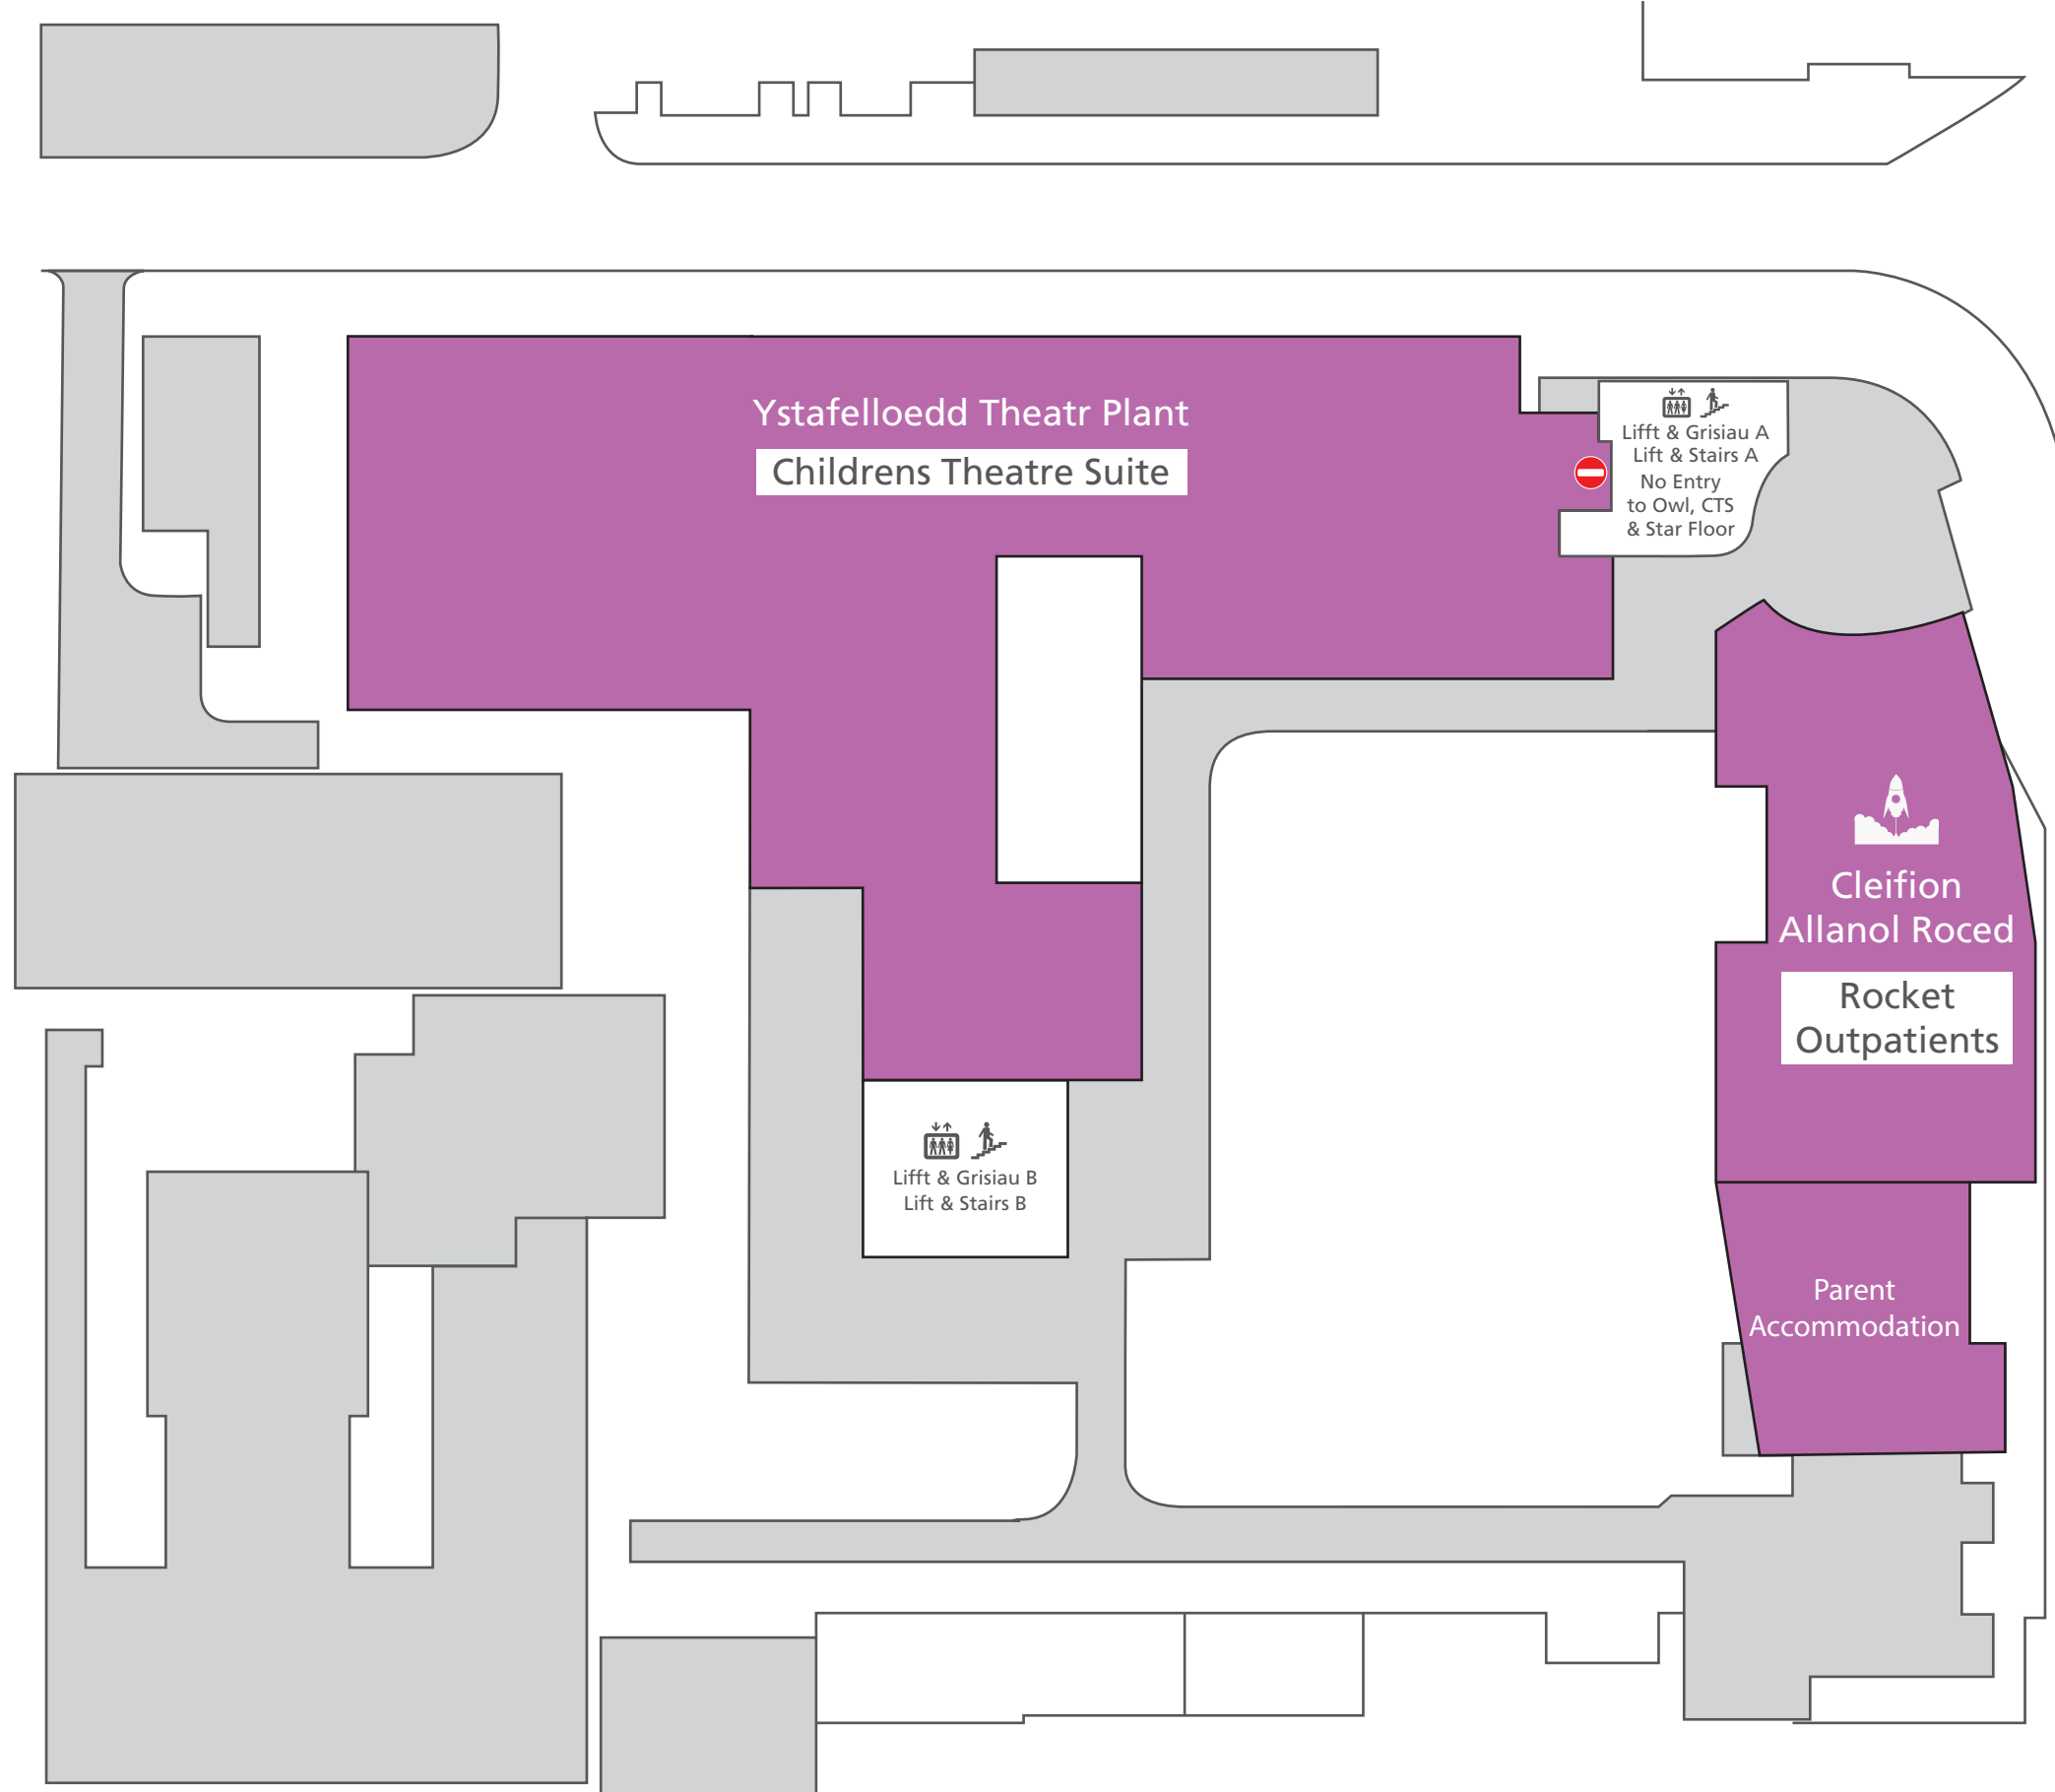 Ystafelloedd Theatr Plant
Childrens Theatre Suite
Lifft & Grisiau A
Lift & Stairs A
No Entry
to Owl, CTS
& Star Floor
Cleifion
Allanol Roced
Rocket
Outpatients
Lifft & Grisiau B
Lift & Stairs B
Parent
Accommodation